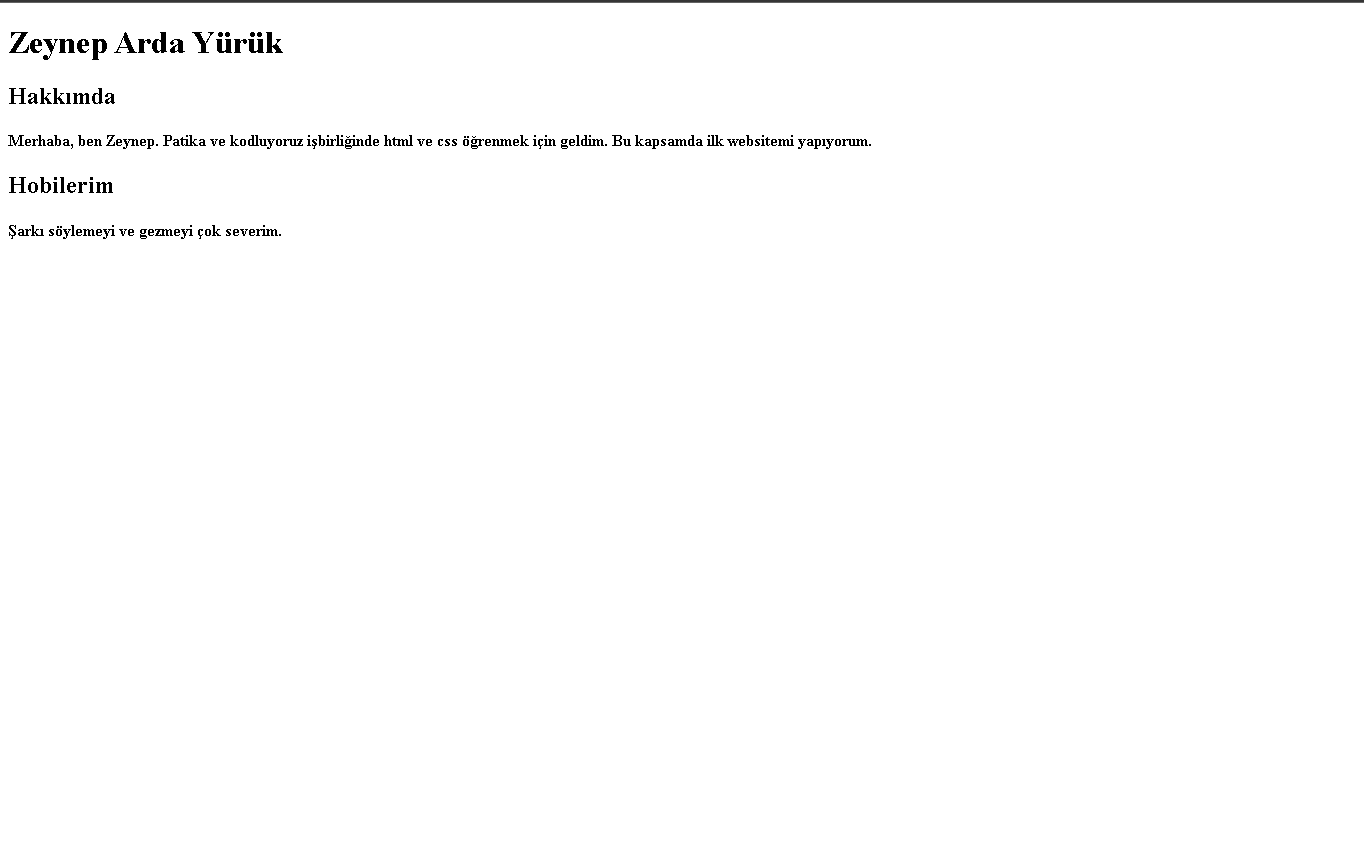 Zeynep Arda Yürük
Hakkımda
Merhaba, ben Zeynep. Patika ve kodluyoruz işbirliğinde html ve css öğrenmek için geldim. Bu kapsamda ilk websitemi yapıyorum.
Hobilerim
Şarkı söylemeyi ve gezmeyi çok severim.